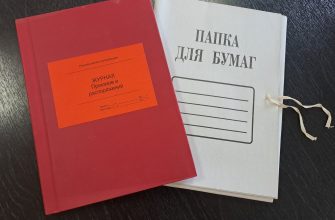 ЖУРНАЛ
Приказов и
распоряжений
ПАПКА
ДЛЯ БУМАГ